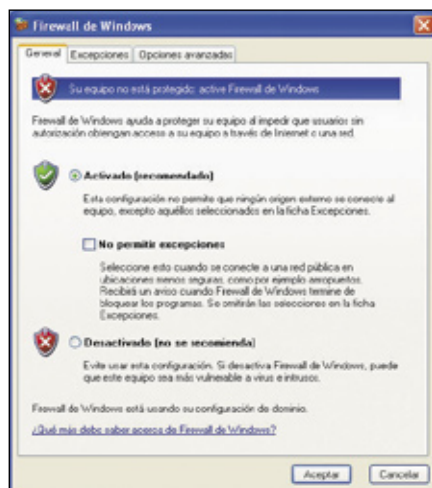 Firewall de Windows
General Excepciones Opciones avanzadas
Su equipo no está protegido: active Firewall de Windows
Firewall de Windows ayuda a proteger su equipo al impedir que usuarios sin
autorización obtengan acceso a su equipo a través de Internet o una red.
Activado (recomendado)
Esta configuración no permite que ningún origen externo se conecte al
equipo, excepto aquéllos seleccionados en la ficha Excepciones.
No permitir excepciones
Seleccione esto cuando se conecte a una red pública en
ubicaciones menos seguras, como por ejemplo aeropuertos.
Recibirá un aviso cuando Firewall de Windows termine de
bloquear los programas. Se omitirán las selecciones en la ficha
Excepciones.
Desactivado (no se recomienda)
Evite usar esta configuración. Si desactiva Firewall de Windows, puede
que este equipo sea más vulnerable a virus e intrusos.
Firewall de Windows está usando su configuración de dominio.
¿Qué más debo saber acerca de Firewall de Windows?
Aceptar Cancelar